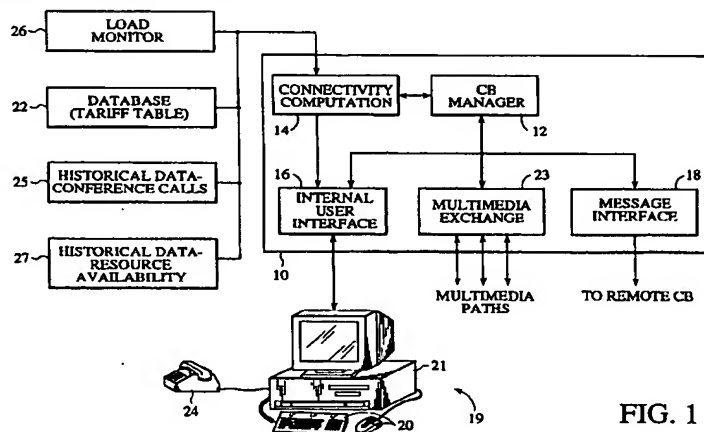 26
LOAD
MONITOR
22
DATABASE
(TARIFF TABLE)
25
HISTORICAL DATA-
CONFERENCE CALLS
27
HISTORICAL DATA-
RESOURCE
AVAILABILITY
CONNECTIVITY
COMPUTATION
14
CB
MANAGER
12
16
INTERNAL
USER
INTERFACE
23
MULTIMEDIA
EXCHANGE
18
MESSAGE
INTERFACE
10
MULTIMEDIA
PATHS
TO REMOTE CB
24
21
20
19
FIG. 1